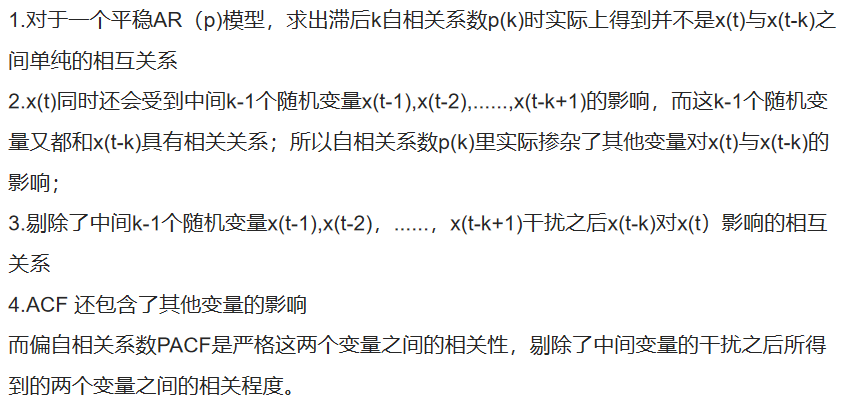 1.对于一个平稳AR（p)模型，求出滞后k自相关系数p(k)时实际上得到并不是x(t)与x(t-k)之
间单纯的相互关系
2.x(t)同时还会受到中间k-1个随机变量x(t-1),x(t-2),......,x(t-k+1)的影响，而这k-1个随机变
量又都和x(t-k)具有相关关系；所以自相关系数p(k)里实际掺杂了其他变量对x(t)与x(t-k)的
影响；
3.剔除了中间k-1个随机变量x(t-1),x(t-2)，......，x(t-k+1)干扰之后x(t-k)对x(t）影响的相互
关系
4.ACF 还包含了其他变量的影响
而偏自相关系数PACF是严格这两个变量之间的相关性，剔除了中间变量的干扰之后所得
到的两个变量之间的相关程度。